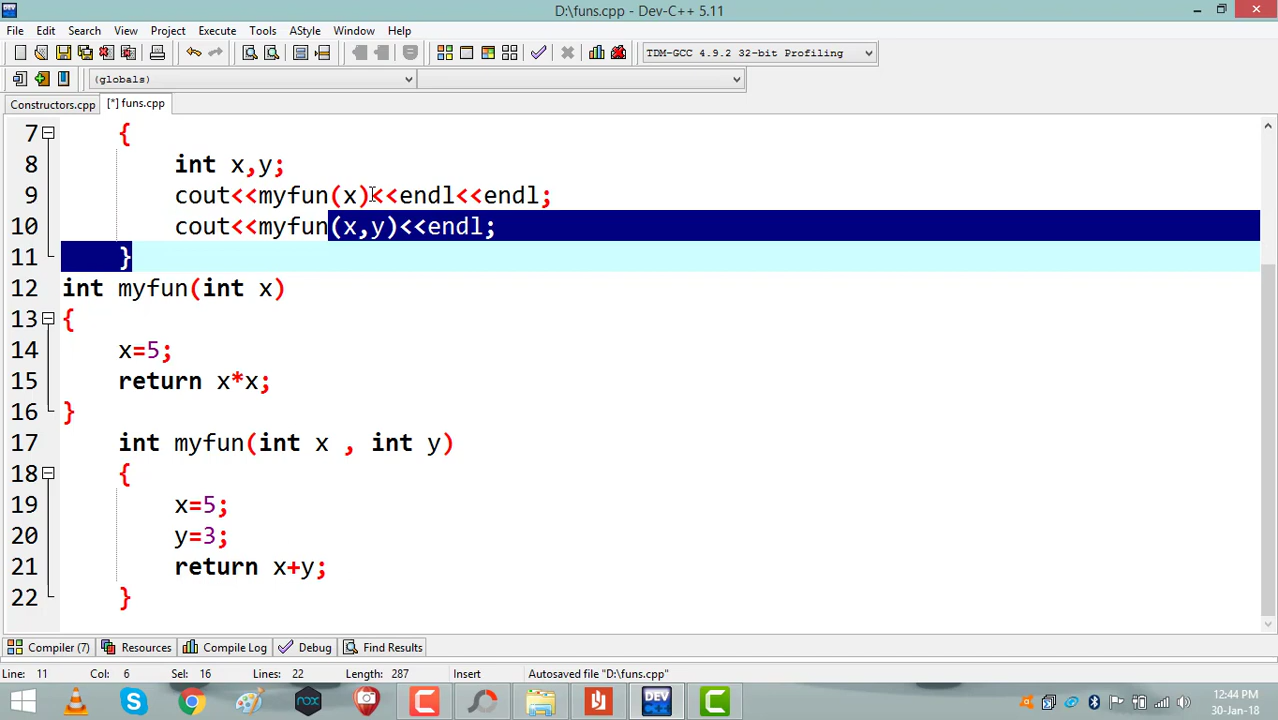 D:\funs.cpp - Dev-C++ 5.11
File Edit Search View Project Execute Tools AStyle Window Help
TDM-GCC 4.9.2 32-bit Profiling
(globals)
Constructors.cpp [*] funs.cpp
7 {
8 int x,y;
9 cout<<myfun(x)<<endl<<endl;
10 cout<<myfun(x,y)<<endl;
11 }
12 int myfun(int x)
13 {
14 x=5;
15 return x*x;
16 }
17 int myfun(int x , int y)
18 {
19 x=5;
20 y=3;
21 return x+y;
22 }
Compiler (7) Resources Compile Log Debug Find Results
Line: 11 Col: 6 Sel: 16 Lines: 22 Length: 287 Insert Autosaved file "D:\funs.cpp"
nox
DEV C++
12:44 PM
30-Jan-18